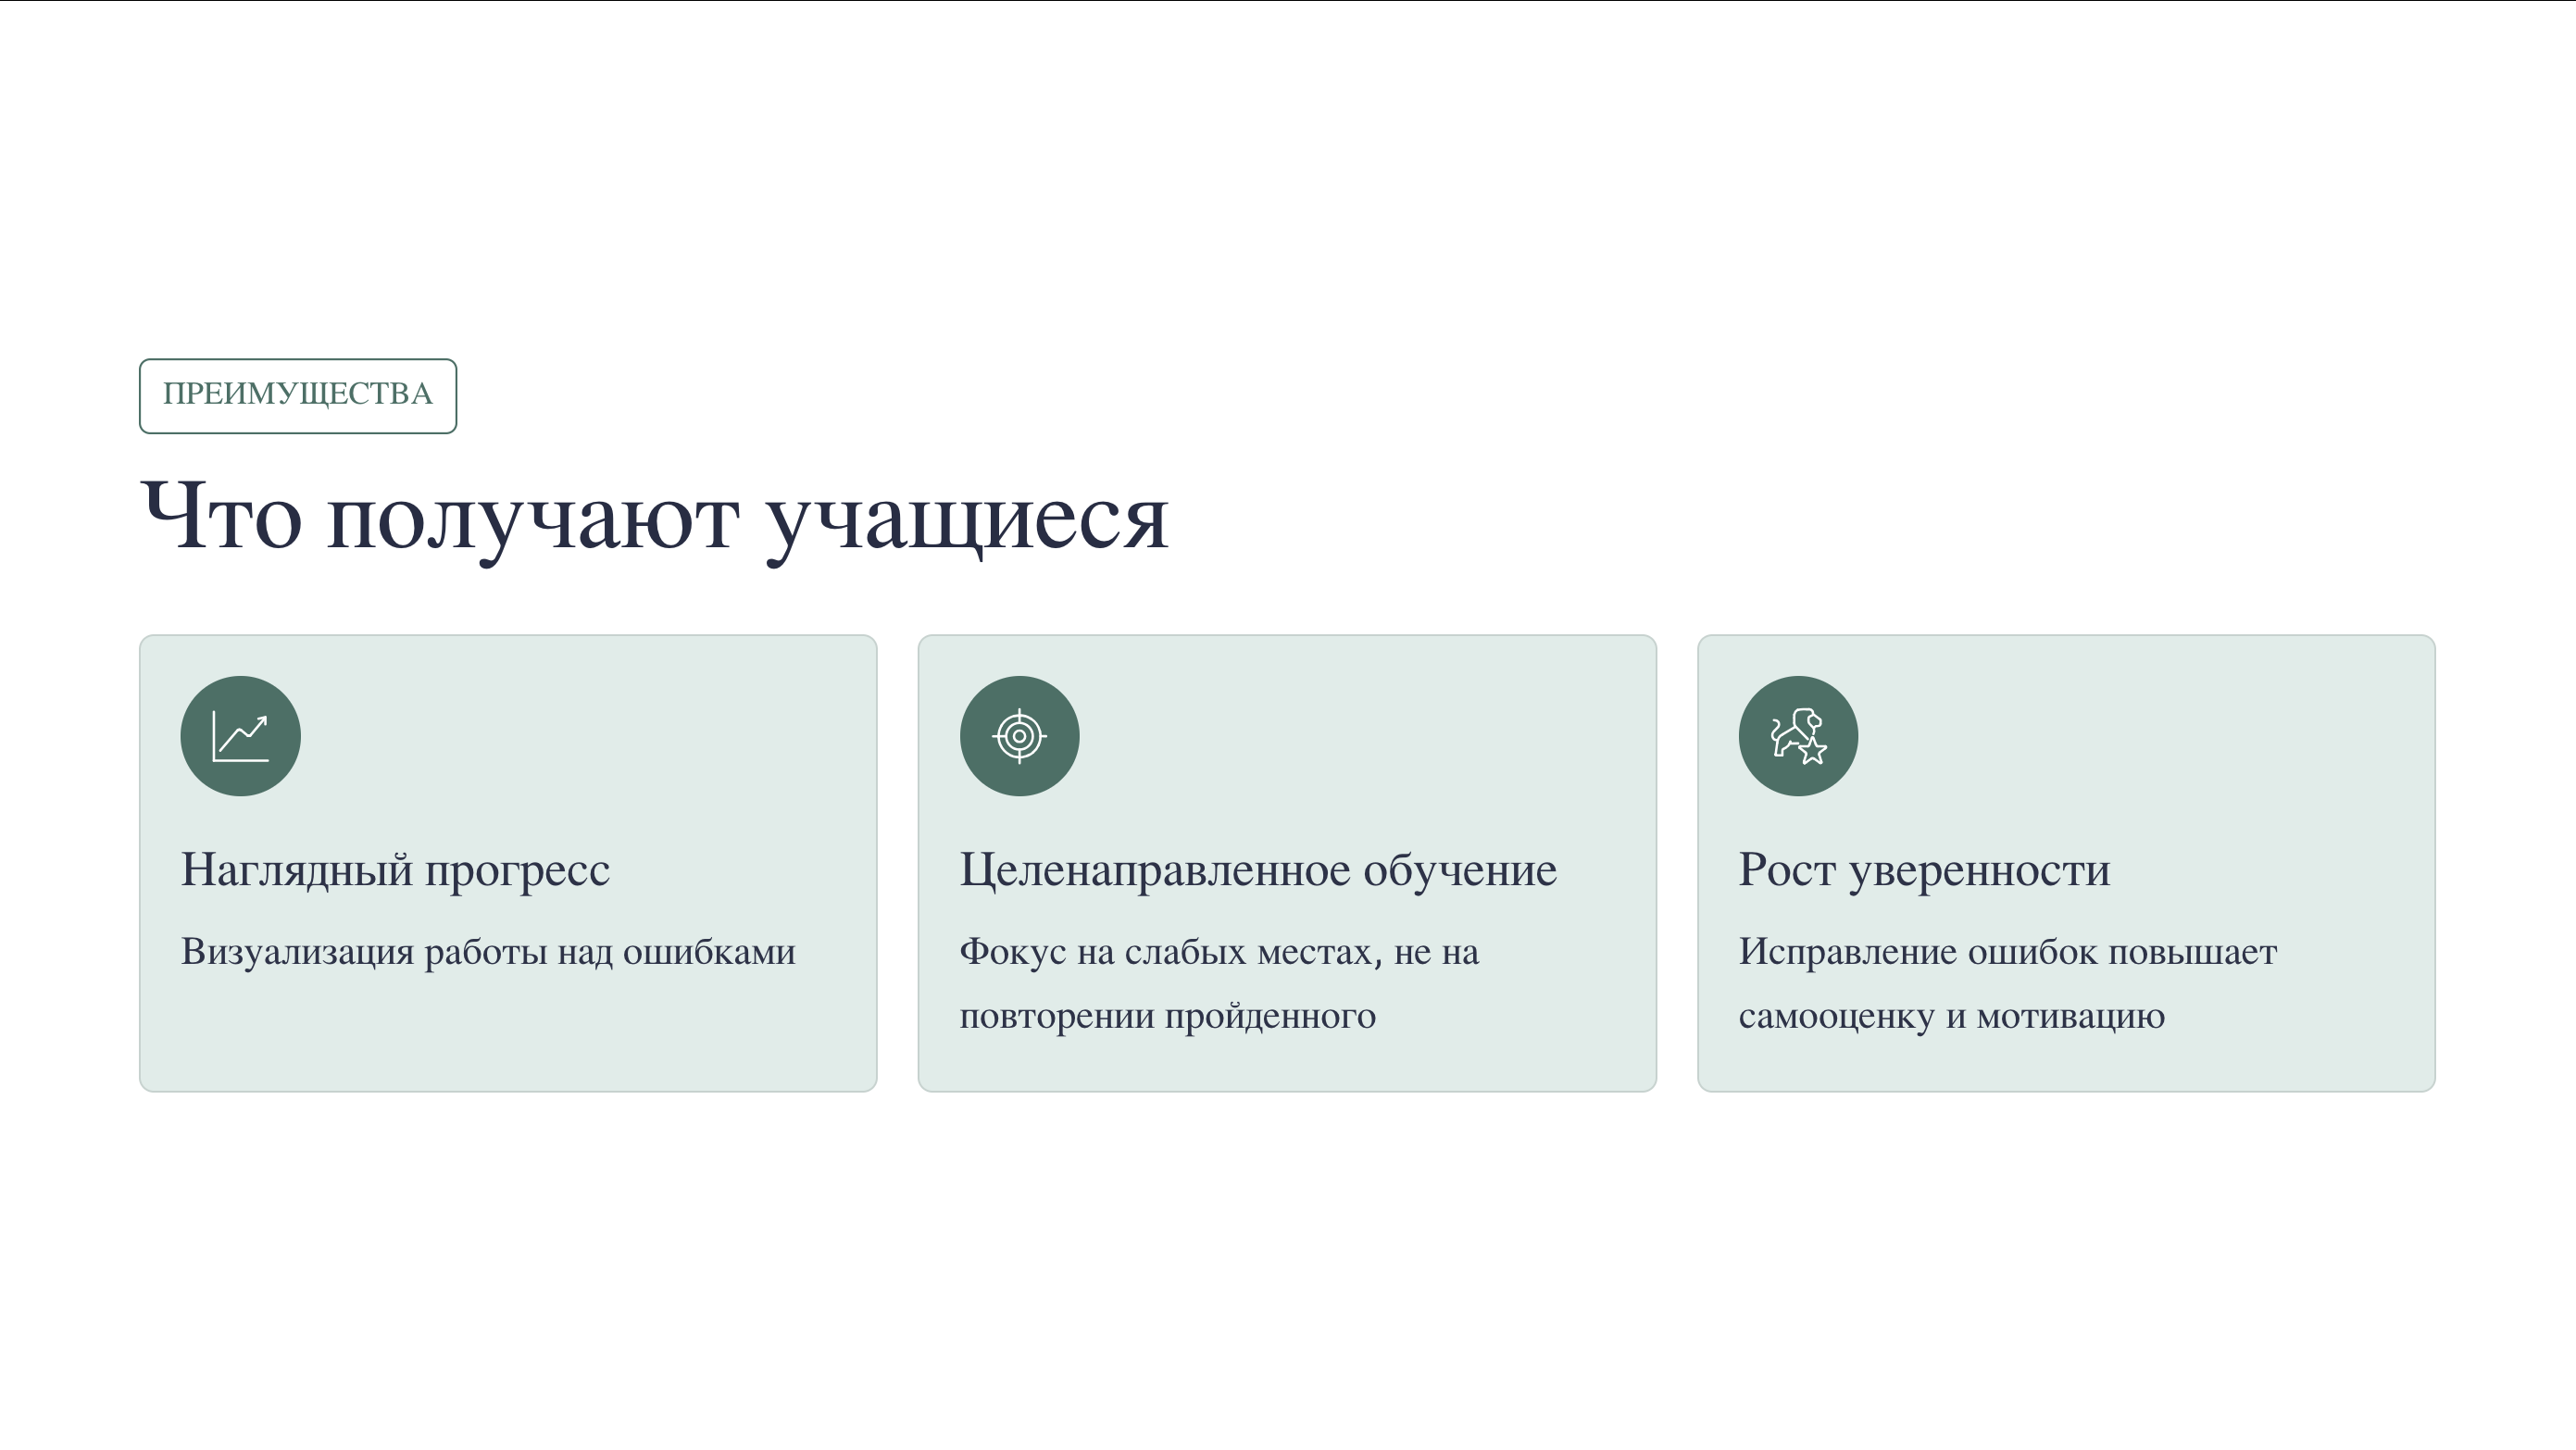 ПРЕИМУЩЕСТВА
Что получают учащиеся
Наглядный прогресс
Визуализация работы над ошибками
Целенаправленное обучение
Фокус на слабых местах, не на
повторении пройденного
Рост уверенности
Исправление ошибок повышает
самооценку и мотивацию